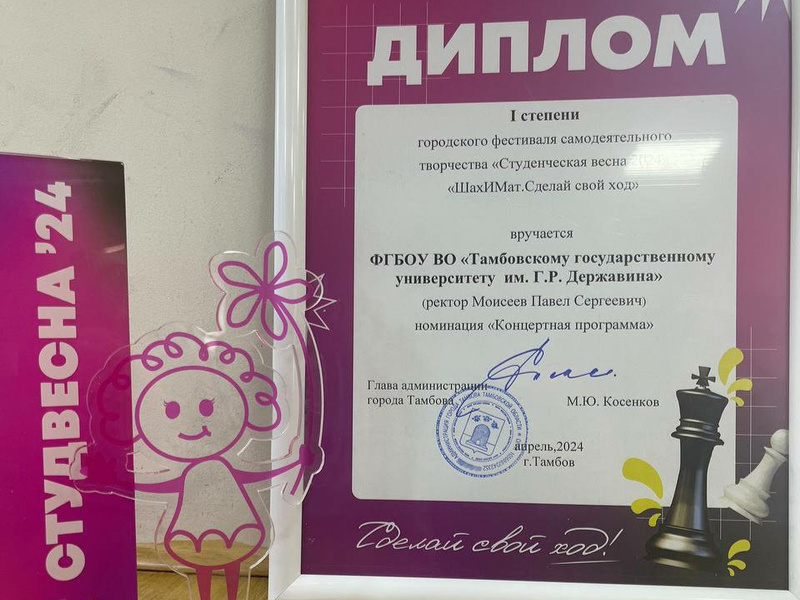 СТУДВЕСНА '24
ДИПЛОМ
I степени
городского фестиваля самодеятельного
творчества «Студенческая весна 2024»
«ШахИМат.Сделай свой ход»
вручается
ФГБОУ ВО «Тамбовскому государственному
университету им. Г.Р. Державина»
(ректор Моисеев Павел Сергеевич)
номинация «Концертная программа»
Глава администрации
города Тамбова
М.Ю. Косенков
апрель,2024
г.Тамбов
Сделай свой ход!